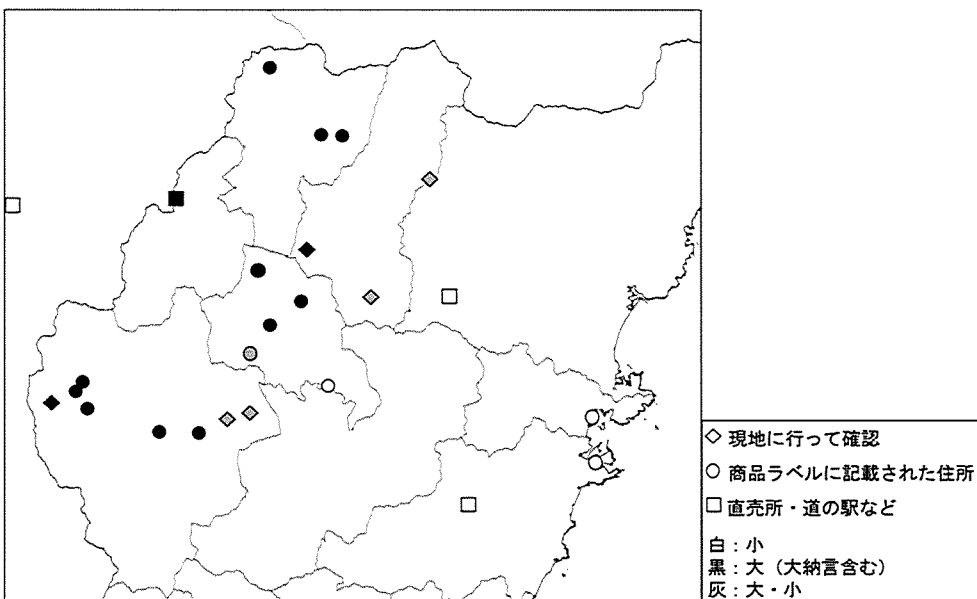 ◇ 現地に行って確認
○ 商品ラベルに記載された住所
□ 直売所・道の駅など
白：小
黒：大（大納言含む）
灰：大・小